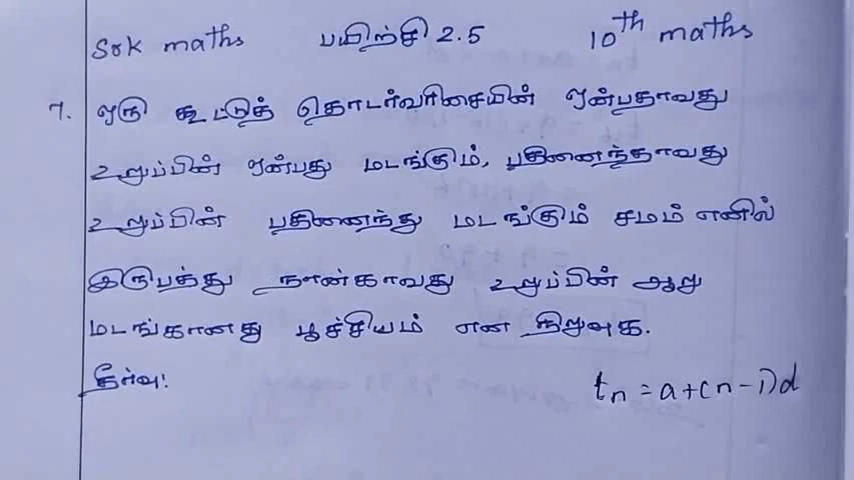 Sok maths பயிற்சி 2.5 10th maths
7. ஒரு கூட்டுத் தொடர்வரிசையின் ஒன்பதாவது
உறுப்பின் ஒன்பது மடங்கும், பதினைந்தாவது
உறுப்பின் பதினைந்து மடங்கும் சமம் எனில்
இருபத்து நான்காவது உறுப்பின் ஆறு
மடங்கானது பூச்சியம் என நிறுவுக.
தீர்வு:
tn = a+(n-1)d